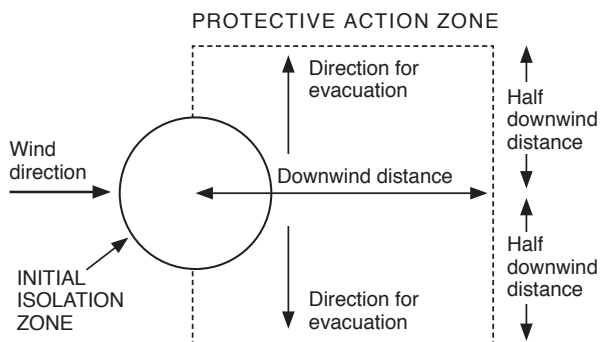 PROTECTIVE ACTION ZONE
Direction for
evacuation
Half
downwind
distance
Wind
direction
Downwind distance
INITIAL
ISOLATION
ZONE
Direction for
evacuation
Half
downwind
distance